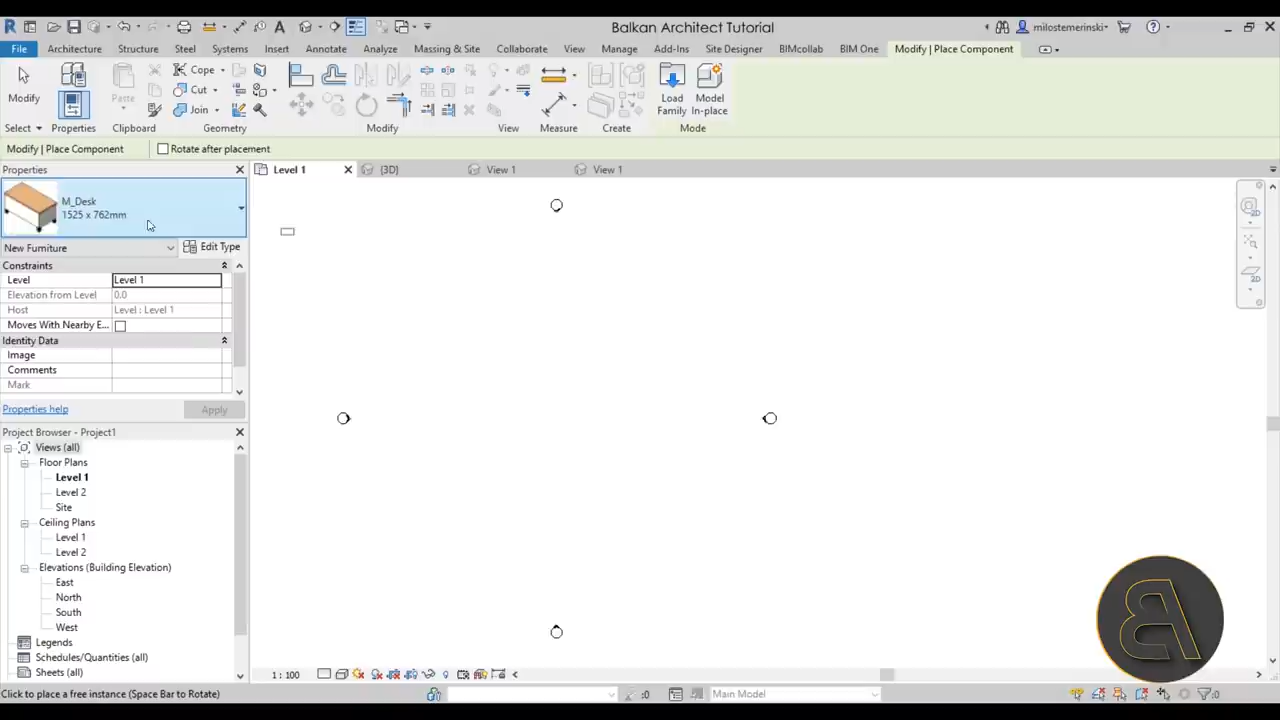 Balkan Architect Tutorial
milostemerinski
File Architecture Structure Steel Systems Insert Annotate Analyze Massing & Site Collaborate View Manage Add-Ins Site Designer BIMcollab BIM One Modify | Place Component
Modify Paste Cope Cut Join Load Family Model In-place
Select Properties Clipboard Geometry Modify View Measure Create Mode
Modify | Place Component Rotate after placement
Properties Level 1 {3D} View 1 View 1
M_Desk
1525 x 762mm
New Furniture Edit Type
Constraints
Level Level 1
Elevation from Level 0.0
Host Level : Level 1
Moves With Nearby E...
Identity Data
Image
Comments
Mark
Properties help Apply
Project Browser - Project1
Views (all)
Floor Plans
Level 1
Level 2
Site
Ceiling Plans
Level 1
Level 2
Elevations (Building Elevation)
East
North
South
West
Legends
Schedules/Quantities (all)
Sheets (all)
1 : 100
Click to place a free instance (Space Bar to Rotate) :0 Main Model :0